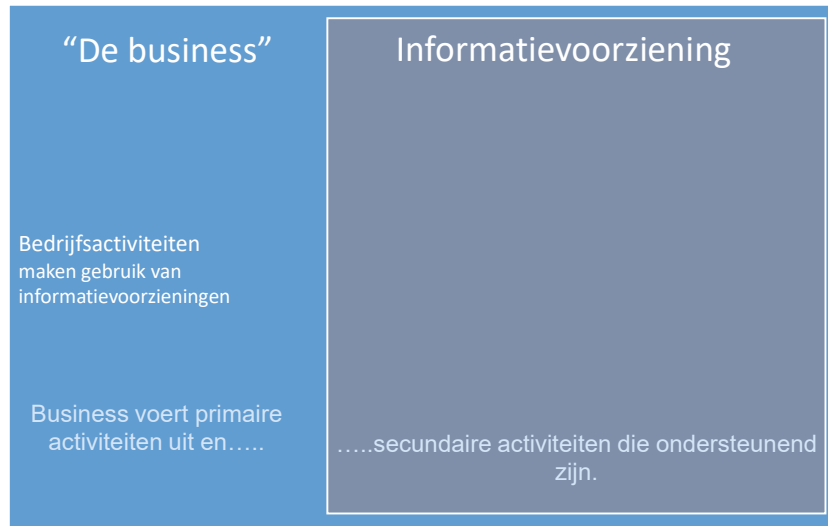 “De business”
Informatievoorziening
Bedrijfsactiviteiten
maken gebruik van
informatievoorzieningen
Business voert primaire
activiteiten uit en…..
…..secundaire activiteiten die ondersteunend
zijn.